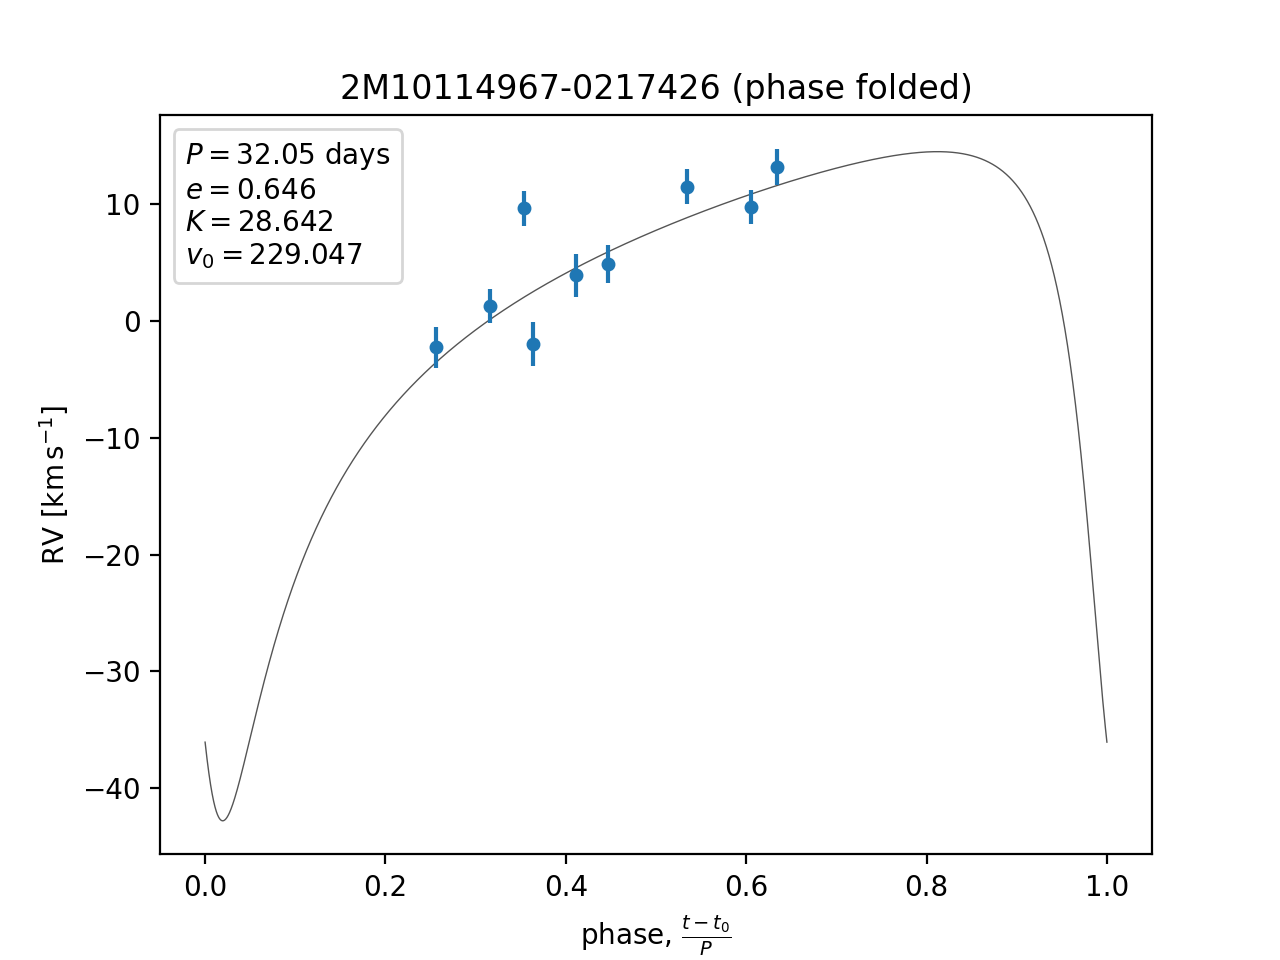 2M10114967-0217426 (phase folded)
P = 32.05 days
e = 0.646
K = 28.642
v₀ = 229.047
10
0
−10
−20
−30
−40
RV [km s⁻¹]
0.0 0.2 0.4 0.6 0.8 1.0
phase, (t − t₀)/P